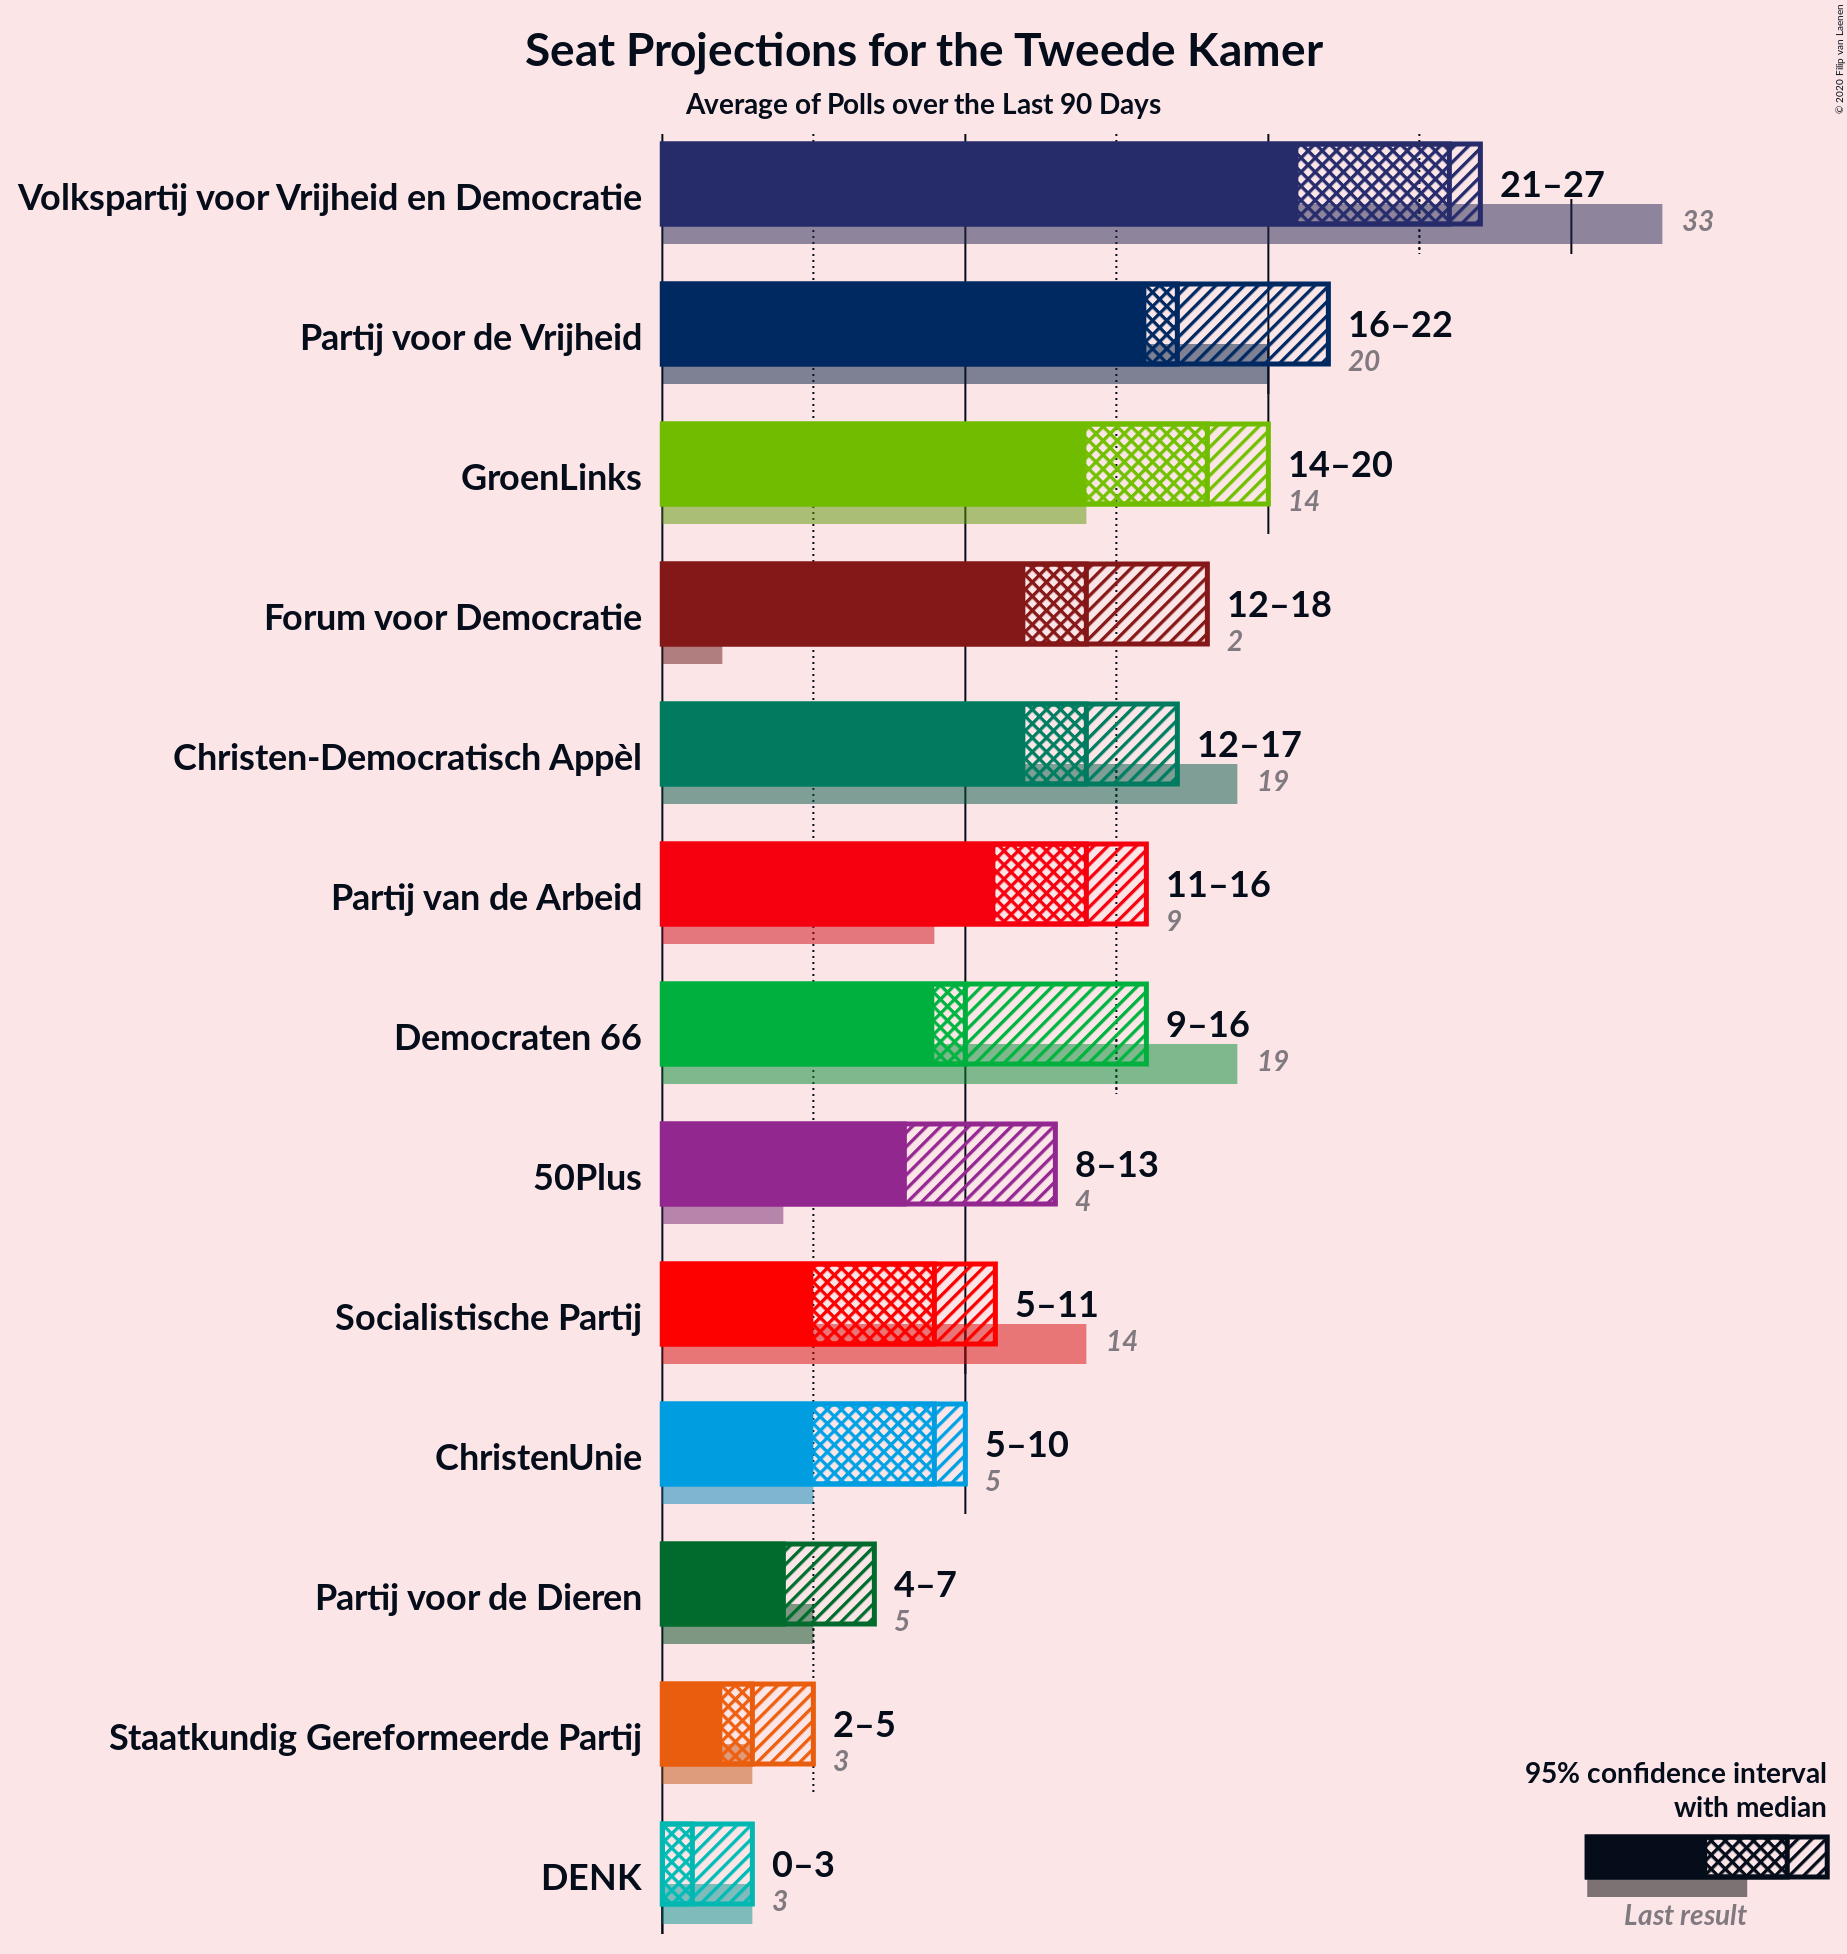 Seat Projections for the Tweede Kamer
Average of Polls over the Last 90 Days
© 2020 Filip van Laenen
Volkspartij voor Vrijheid en Democratie
21–27
33
Partij voor de Vrijheid
16–22
20
GroenLinks
14–20
14
Forum voor Democratie
12–18
2
Christen-Democratisch Appèl
12–17
19
Partij van de Arbeid
11–16
9
Democraten 66
9–16
19
50Plus
8–13
4
Socialistische Partij
5–11
14
ChristenUnie
5–10
5
Partij voor de Dieren
4–7
5
Staatkundig Gereformeerde Partij
2–5
3
DENK
0–3
3
95% confidence interval
with median
Last result